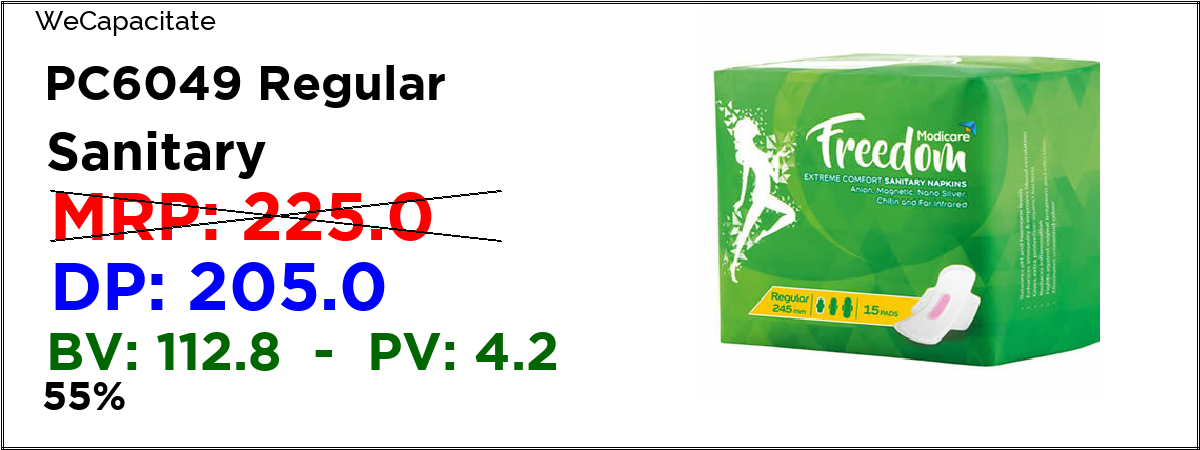 WeCapacitate
PC6049 Regular
Sanitary
MRP: 225.0
DP: 205.0
BV: 112.8 - PV: 4.2
55%
Modicare
Freedom
EXTREME COMFORT SANITARY NAPKINS
Anion, Magnetic, Nano Silver,
Chitin and Far Infrared
Regular
245 mm
15 PADS